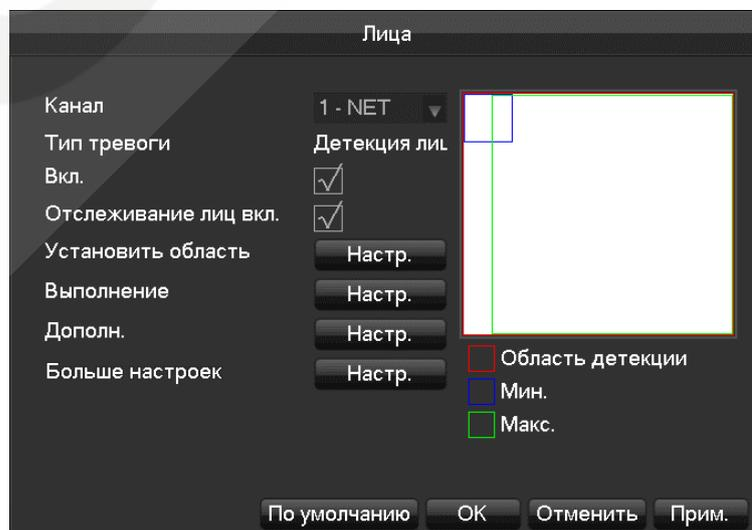 Лица
Канал
1 - NET
Тип тревоги
Детекция лиц
Вкл.
Отслеживание лиц вкл.
Установить область
Настр.
Выполнение
Настр.
Дополн.
Настр.
Больше настроек
Настр.
Область детекции
Мин.
Макс.
По умолчанию
OK
Отменить
Прим.